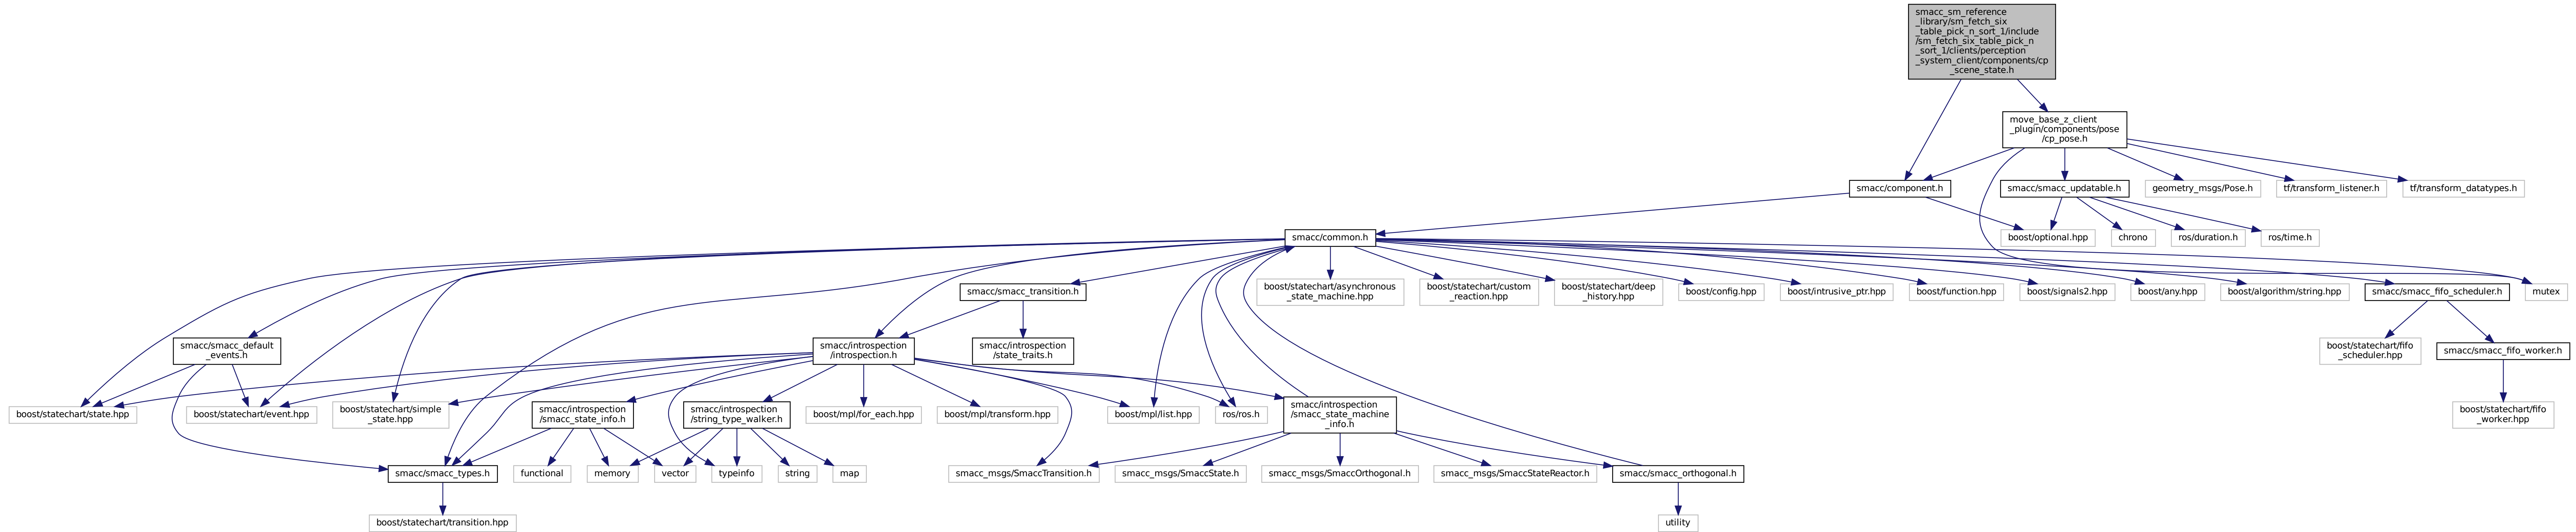 smacc_sm_reference
_library/sm_fetch_six
_table_pick_n_sort_1/include
/sm_fetch_six_table_pick_n
_sort_1/clients/perception
_system_client/components/cp
_scene_state.h
move_base_z_client
_plugin/components/pose
/cp_pose.h
smacc/component.h
smacc/smacc_updatable.h
geometry_msgs/Pose.h
tf/transform_listener.h
tf/transform_datatypes.h
smacc/common.h
boost/optional.hpp
chrono
ros/duration.h
ros/time.h
smacc/smacc_transition.h
boost/statechart/asynchronous
_state_machine.hpp
boost/statechart/custom
_reaction.hpp
boost/statechart/deep
_history.hpp
boost/config.hpp
boost/intrusive_ptr.hpp
boost/function.hpp
boost/signals2.hpp
boost/any.hpp
boost/algorithm/string.hpp
smacc/smacc_fifo_scheduler.h
mutex
smacc/smacc_default
_events.h
smacc/introspection
/introspection.h
smacc/introspection
/state_traits.h
boost/statechart/fifo
_scheduler.hpp
smacc/smacc_fifo_worker.h
boost/statechart/state.hpp
boost/statechart/event.hpp
boost/statechart/simple
_state.hpp
smacc/introspection
/smacc_state_info.h
smacc/introspection
/string_type_walker.h
boost/mpl/for_each.hpp
boost/mpl/transform.hpp
boost/mpl/list.hpp
ros/ros.h
smacc/introspection
/smacc_state_machine
_info.h
boost/statechart/fifo
_worker.hpp
smacc/smacc_types.h
functional
memory
vector
typeinfo
string
map
smacc_msgs/SmaccTransition.h
smacc_msgs/SmaccState.h
smacc_msgs/SmaccOrthogonal.h
smacc_msgs/SmaccStateReactor.h
smacc/smacc_orthogonal.h
boost/statechart/transition.hpp
utility